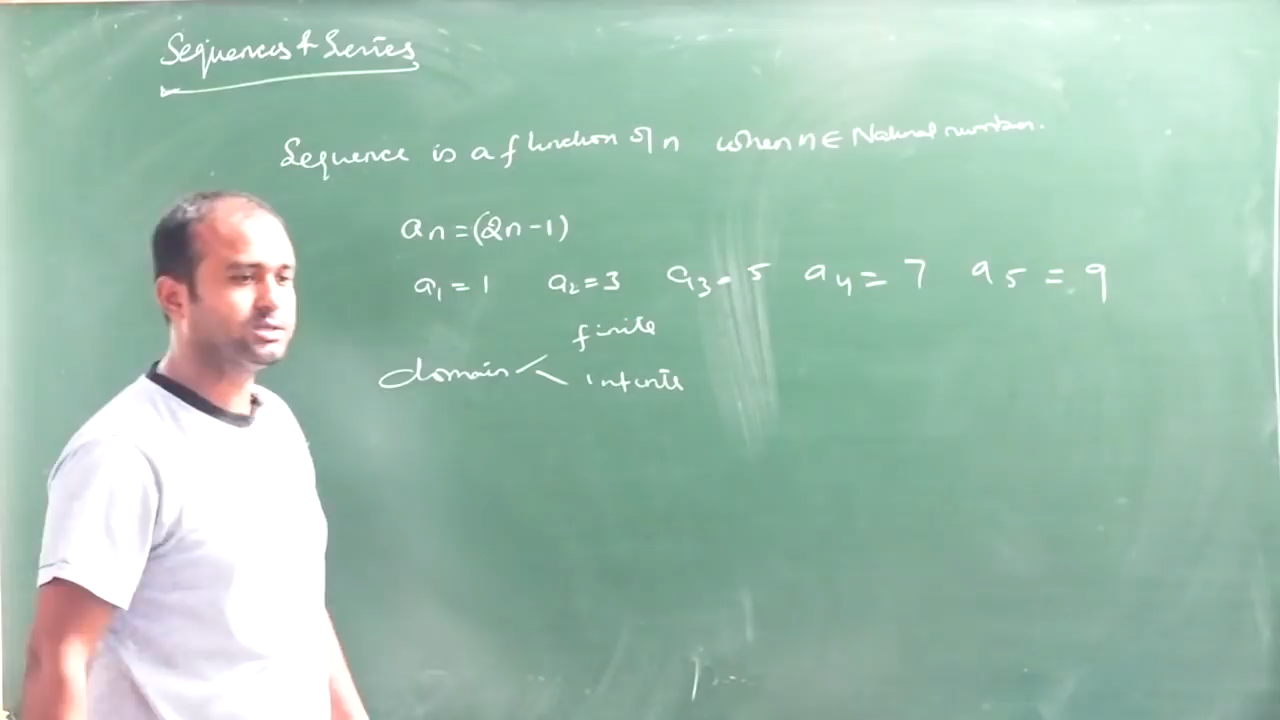 Sequences & Series
Sequence is a function of n when n ∈ Natural numbers.
an = (2n-1)
a1 = 1 a2 = 3 a3 = 5 a4 = 7 a5 = 9
finite
domain <
infinite